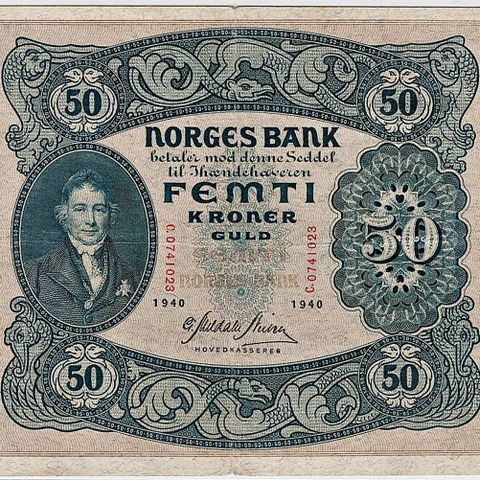 50
50
NORGES BANK
betaler mod denne Seddel
til Ihændehaveren
FEMTI
KRONER
GULD
50
C.0741023
C.0741023
1940
1940
HOVEDKASSERER
50
50